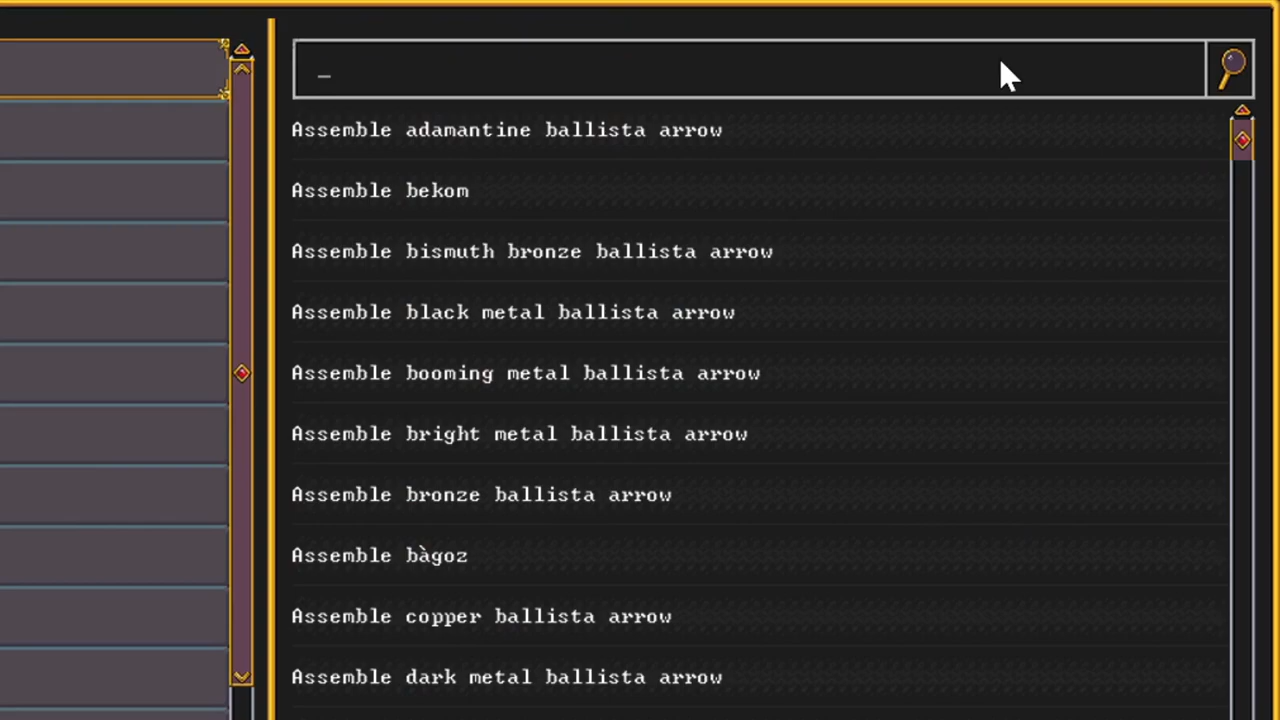 _
Assemble adamantine ballista arrow
Assemble bekom
Assemble bismuth bronze ballista arrow
Assemble black metal ballista arrow
Assemble booming metal ballista arrow
Assemble bright metal ballista arrow
Assemble bronze ballista arrow
Assemble bàgoz
Assemble copper ballista arrow
Assemble dark metal ballista arrow